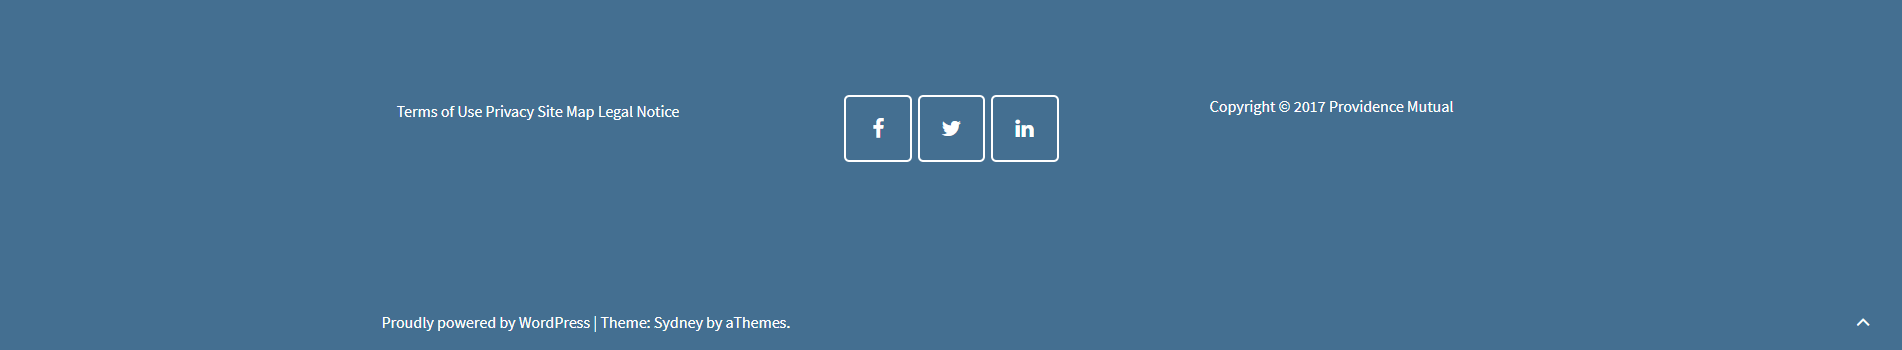 Terms of Use Privacy Site Map Legal Notice
Copyright © 2017 Providence Mutual
Proudly powered by WordPress | Theme: Sydney by aThemes.